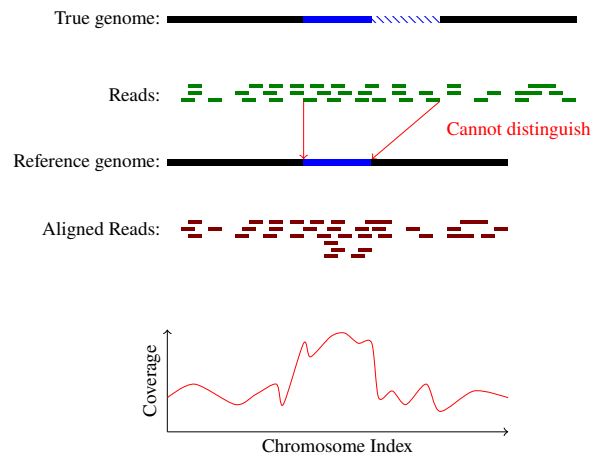 True genome:
Reads:
Cannot distinguish
Reference genome:
Aligned Reads:
Coverage
Chromosome Index